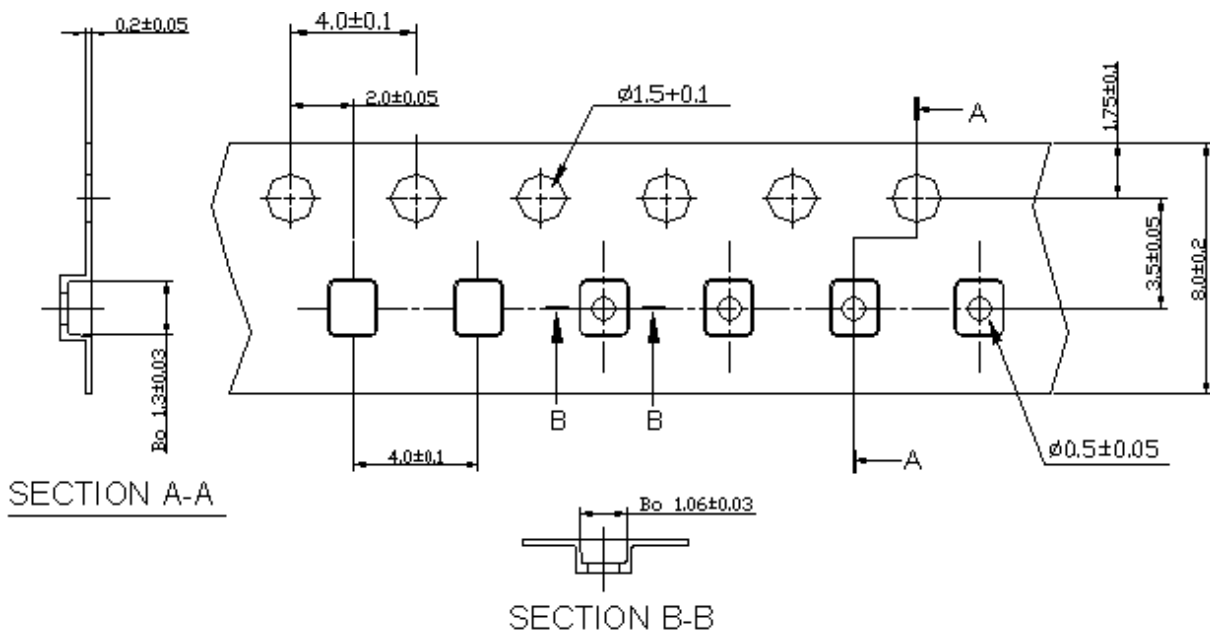 0.2±0.05
4.0±0.1
2.0±0.05
ø1.5+0.1
A
1.75±0.1
3.5±0.05
8.0±0.2
Bo 1.3±0.03
B
B
4.0±0.1
A
ø0.5±0.05
SECTION A-A
Bo 1.06±0.03
SECTION B-B